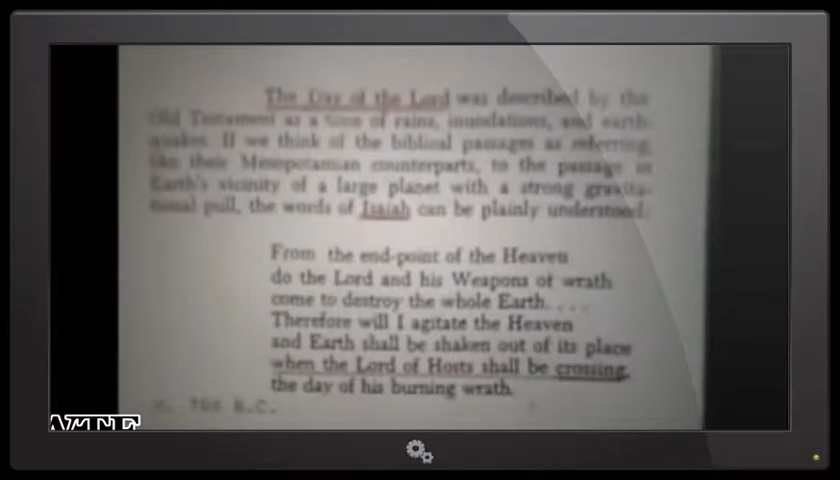 The Day of the Lord was described by the
Old Testament as a time of rains, inundations, and earth-
quakes. If we think of the biblical passages as referring,
like their Mesopotamian counterparts, to the passage in
Earth's vicinity of a large planet with a strong gravita-
tional pull, the words of Isaiah can be plainly understood:
From the end-point of the Heaven
do the Lord and his Weapons of wrath
come to destroy the whole Earth. . . .
Therefore will I agitate the Heaven
and Earth shall be shaken out of its place
when the Lord of Hosts shall be crossing,
the day of his burning wrath.
B.C.